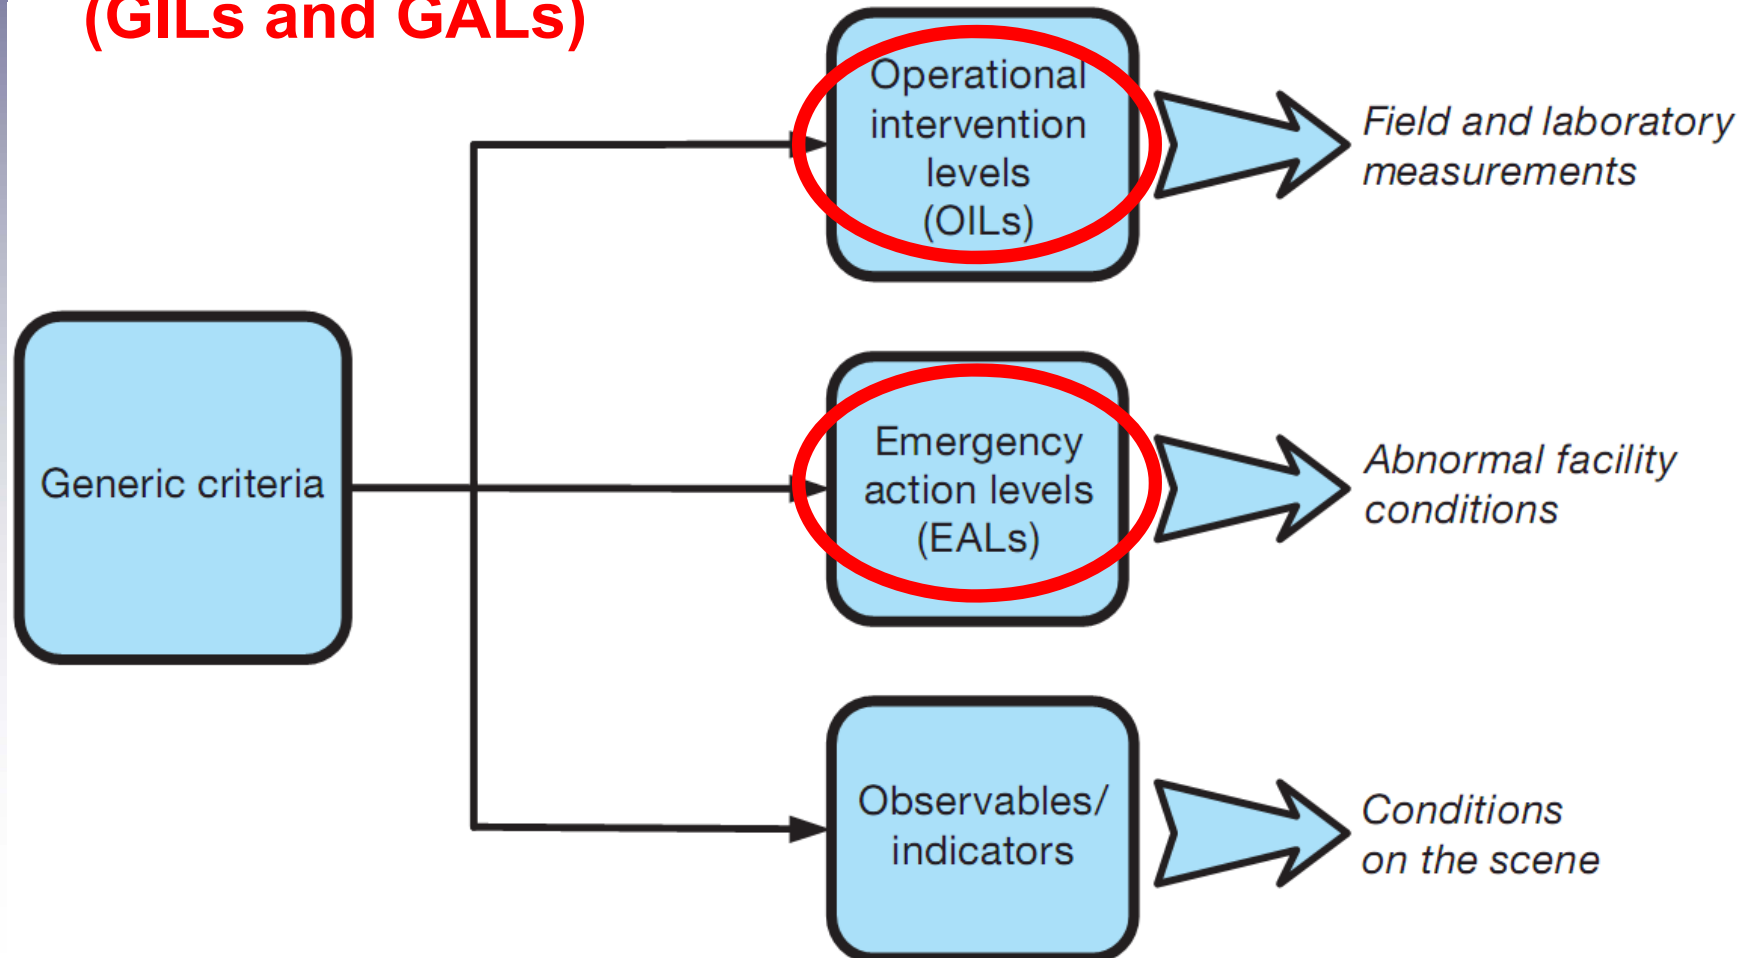 (GILs and GALs)
Operational
intervention
levels
(OILs)
Field and laboratory
measurements
Generic criteria
Emergency
action levels
(EALs)
Abnormal facility
conditions
Observables/
indicators
Conditions
on the scene